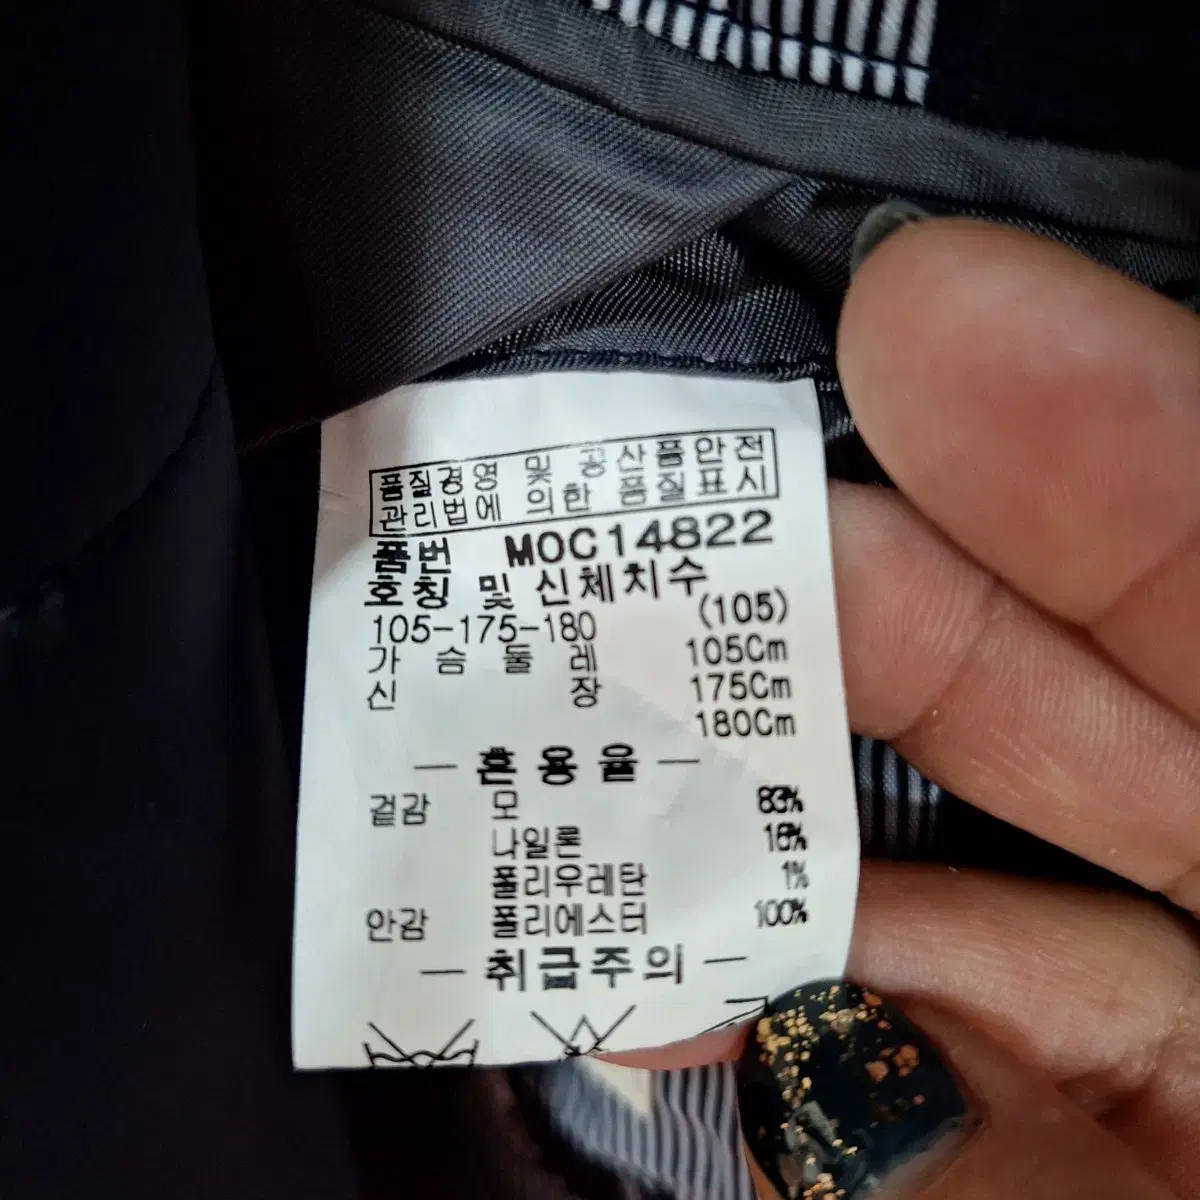 품질경영 및 공산품안전
관리법에 의한 품질표시
품번 MOC14822
호칭 및 신체치수
105-175-180 (105)
가슴둘레 105Cm
신장 175Cm
180Cm
— 혼용율 —
겉감 모 83%
나일론 16%
폴리우레탄 1%
안감 폴리에스터 100%
— 취급주의 —